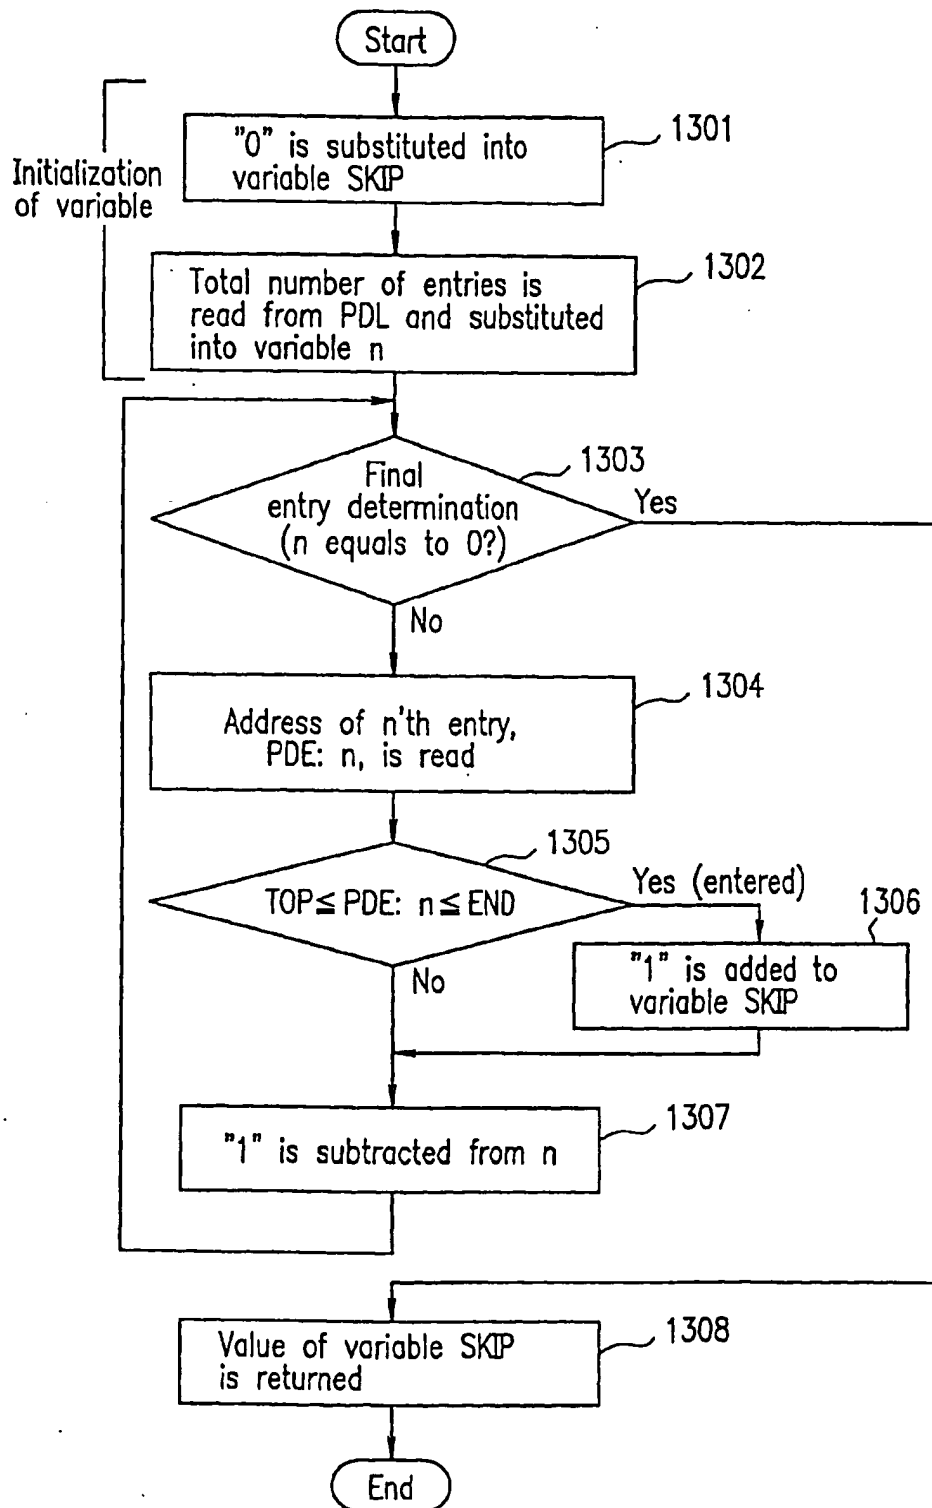 Start
"0" is substituted into
variable SKIP
1301
Initialization
of variable
Total number of entries is
read from PDL and substituted
into variable n
1302
Final
entry determination
(n equals to 0?)
1303
Yes
No
Address of n'th entry,
PDE: n, is read
1304
TOP≦ PDE: n≦ END
1305
Yes (entered)
"1" is added to
variable SKIP
1306
No
"1" is subtracted from n
1307
Value of variable SKIP
is returned
1308
End